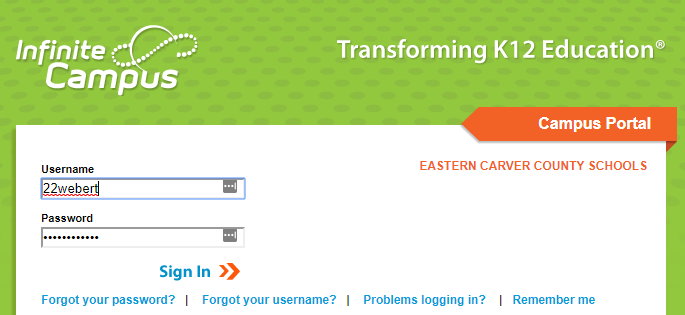 Infinite
Campus
Transforming K12 Education®
Campus Portal
EASTERN CARVER COUNTY SCHOOLS
Username
22webert
Password
••••••••••••
Sign In
Forgot your password? | Forgot your username? | Problems logging in? | Remember me